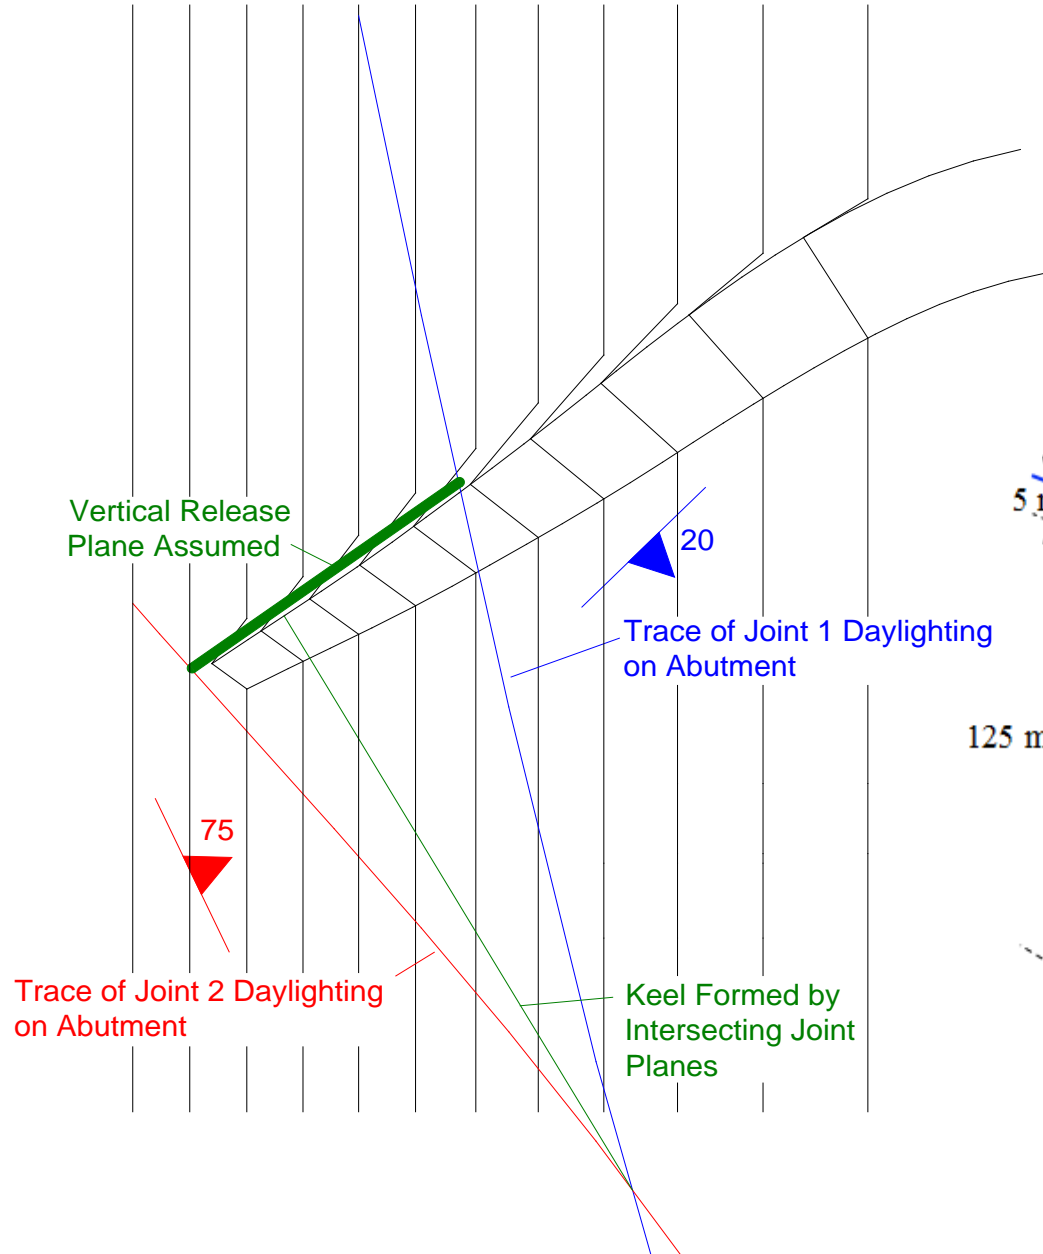 Vertical Release
Plane Assumed
5
20
Trace of Joint 1 Daylighting
on Abutment
125 m
75
Trace of Joint 2 Daylighting
on Abutment
Keel Formed by
Intersecting Joint
Planes